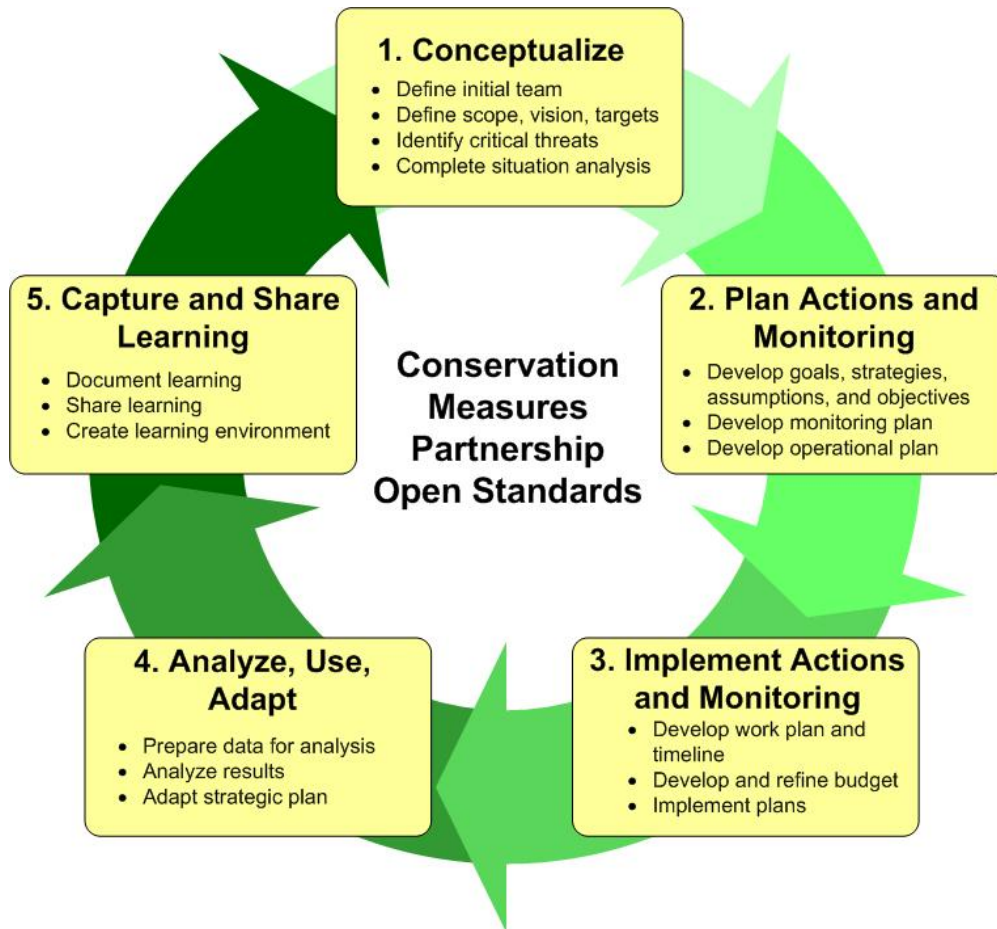 1. Conceptualize
• Define initial team
• Define scope, vision, targets
• Identify critical threats
• Complete situation analysis
2. Plan Actions and
Monitoring
• Develop goals, strategies,
assumptions, and objectives
• Develop monitoring plan
• Develop operational plan
3. Implement Actions
and Monitoring
• Develop work plan and
timeline
• Develop and refine budget
• Implement plans
4. Analyze, Use,
Adapt
• Prepare data for analysis
• Analyze results
• Adapt strategic plan
5. Capture and Share
Learning
• Document learning
• Share learning
• Create learning environment
Conservation
Measures
Partnership
Open Standards